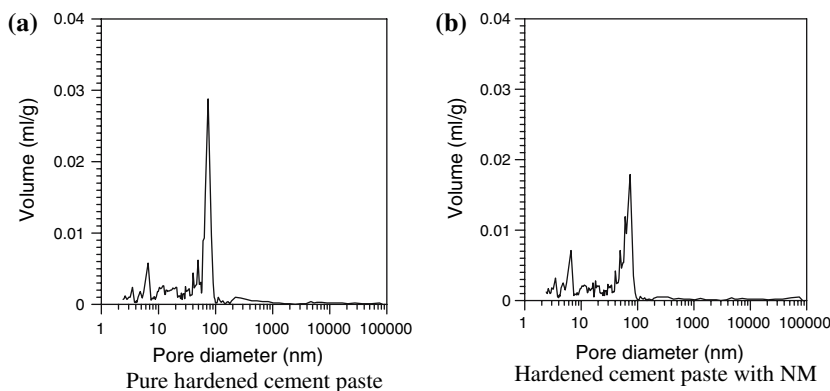 (a)
0.04
0.03
0.02
0.01
0
Volume (ml/g)
1 10 100 1000 10000 100000
Pore diameter (nm)
Pure hardened cement paste
(b)
0.04
0.03
0.02
0.01
0
Volume (ml/g)
1 10 100 1000 10000 100000
Pore diameter (nm)
Hardened cement paste with NM